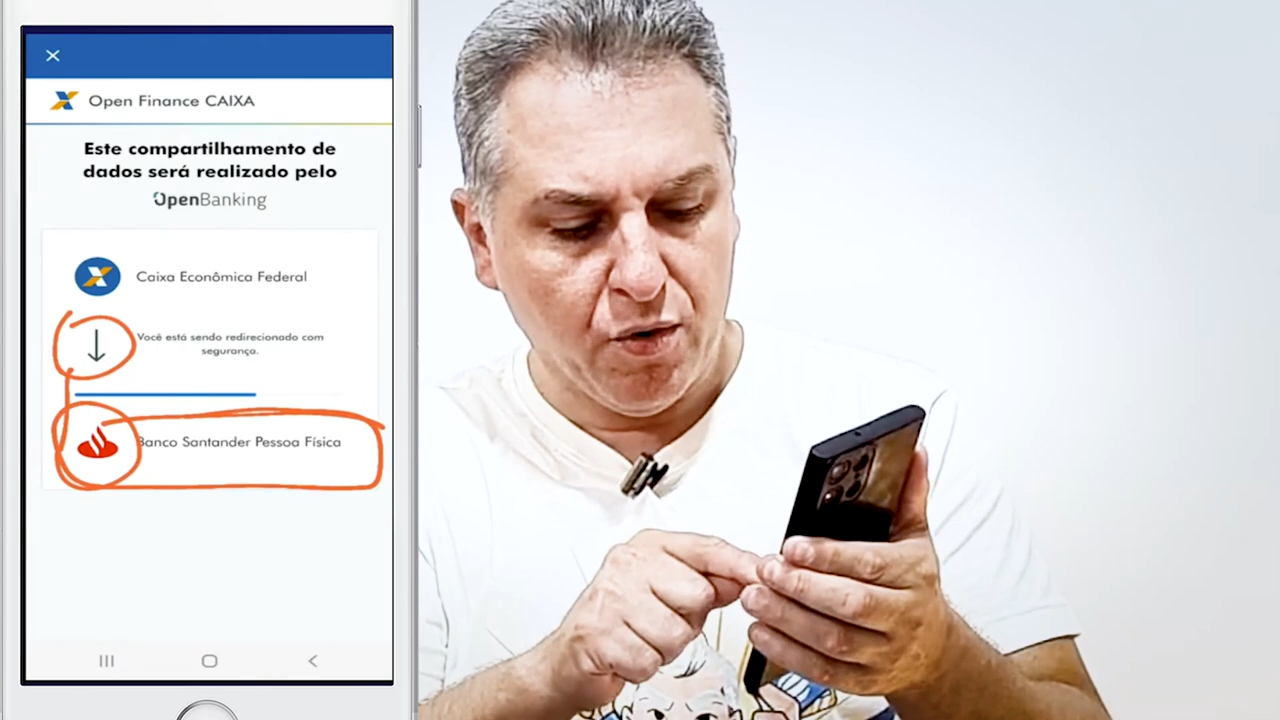 Open Finance CAIXA
Este compartilhamento de
dados será realizado pelo
OpenBanking
Caixa Econômica Federal
Você está sendo redirecionado com
segurança.
Banco Santander Pessoa Física